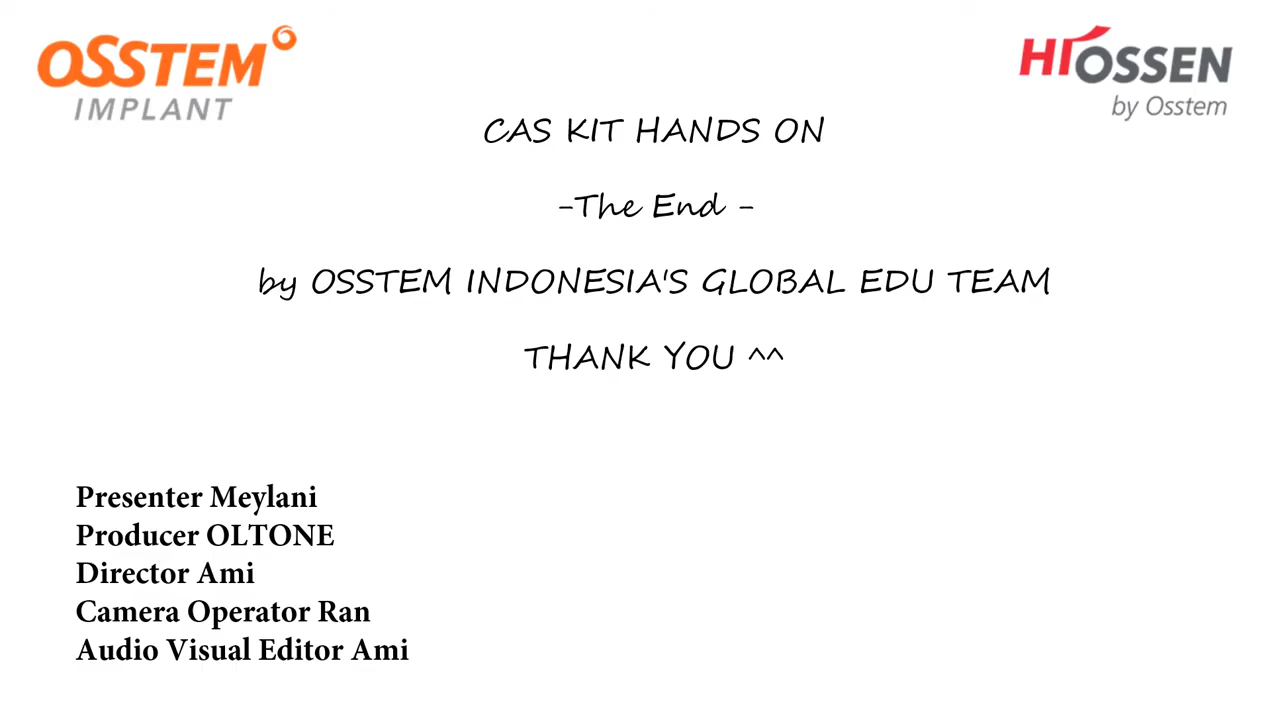 OSSTEM
IMPLANT
HIOSSEN
by Osstem
CAS KIT HANDS ON
-The End -
by OSSTEM INDONESIA'S GLOBAL EDU TEAM
THANK YOU ^^
Presenter Meylani
Producer OLTONE
Director Ami
Camera Operator Ran
Audio Visual Editor Ami